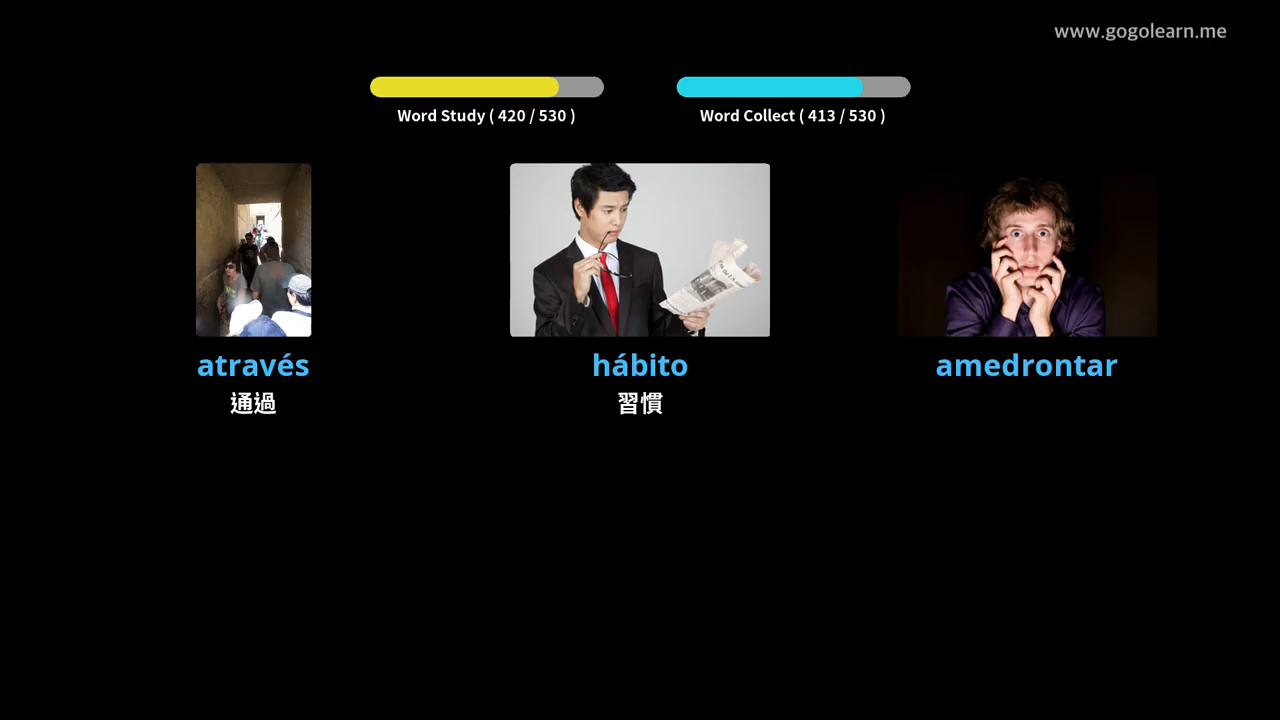 www.gogolearn.me
Word Study ( 420 / 530 )
Word Collect ( 413 / 530 )
através
hábito
amedrontar
通過
習慣